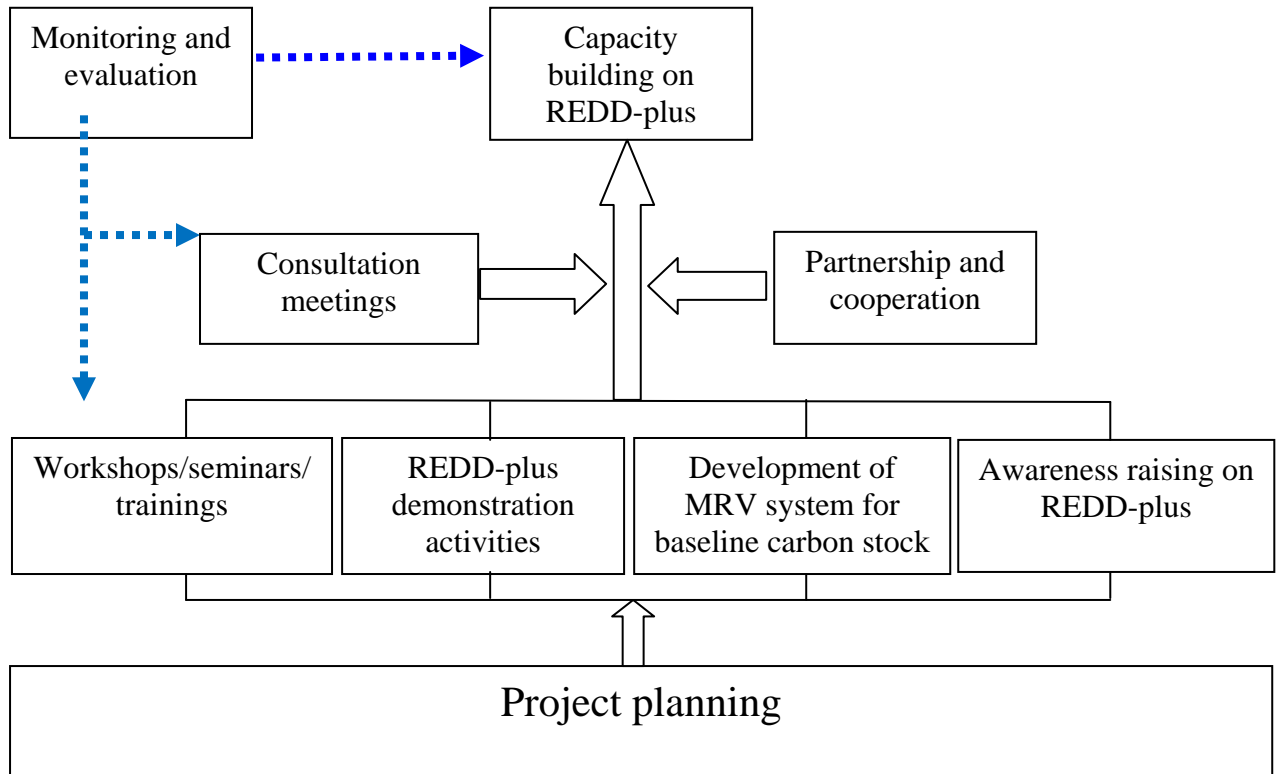 Monitoring and
evaluation
Capacity
building on
REDD-plus
Consultation
meetings
Partnership and
cooperation
Workshops/seminars/
trainings
REDD-plus
demonstration
activities
Development of
MRV system for
baseline carbon stock
Awareness raising on
REDD-plus
Project planning